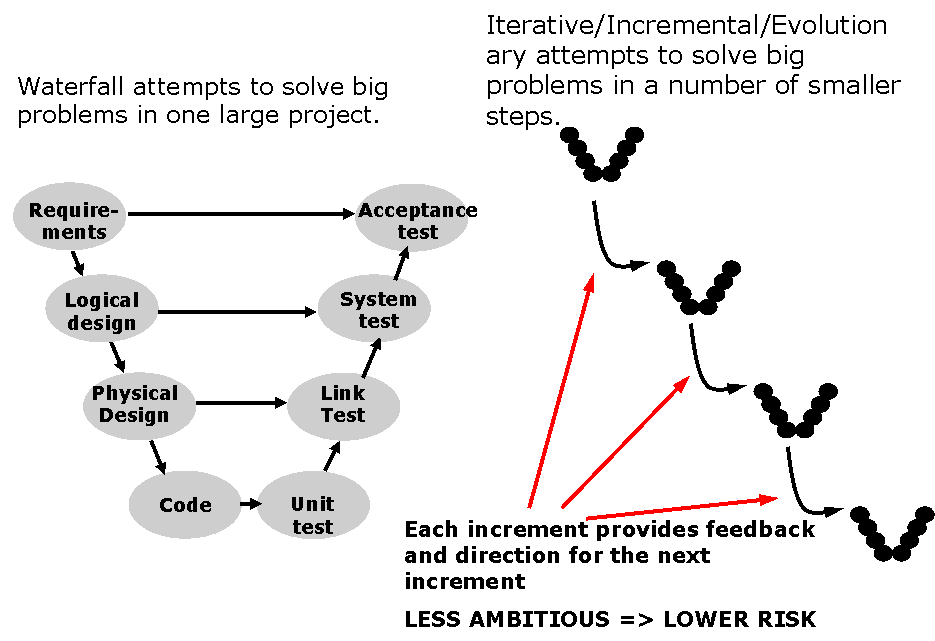 Waterfall attempts to solve big
problems in one large project.
Iterative/Incremental/Evolution
ary attempts to solve big
problems in a number of smaller
steps.
Require-
ments
Acceptance
test
Logical
design
System
test
Physical
Design
Link
Test
Code
Unit
test
Each increment provides feedback
and direction for the next
increment
LESS AMBITIOUS => LOWER RISK